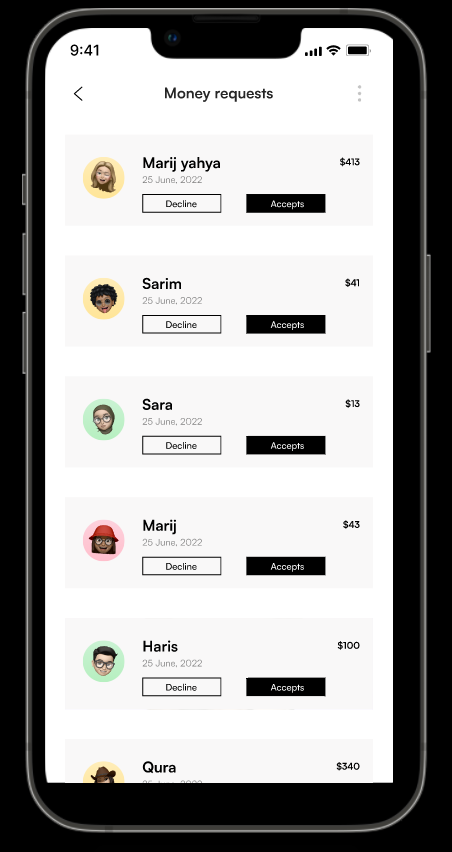 9:41
Money requests
Marij yahya
$413
25 June, 2022
Decline
Accepts
Sarim
$41
25 June, 2022
Decline
Accepts
Sara
$13
25 June, 2022
Decline
Accepts
Marij
$43
25 June, 2022
Decline
Accepts
Haris
$100
25 June, 2022
Decline
Accepts
Qura
$340